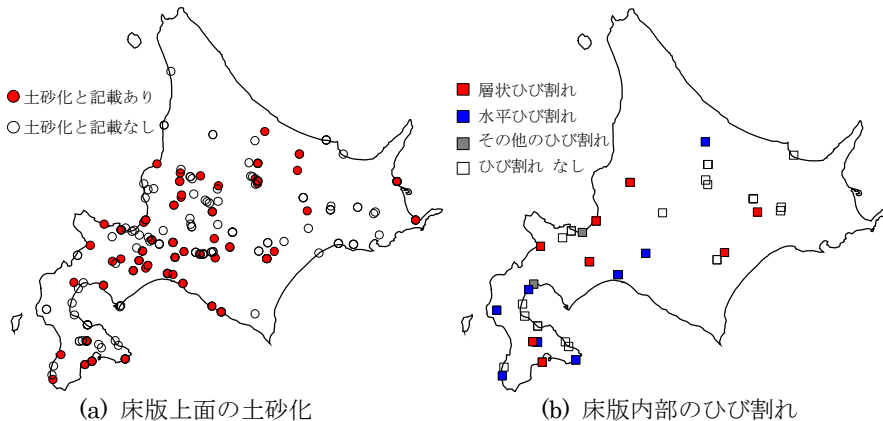 土砂化と記載あり
土砂化と記載なし
(a) 床版上面の土砂化
層状ひび割れ
水平ひび割れ
その他のひび割れ
ひび割れ なし
(b) 床版内部のひび割れ